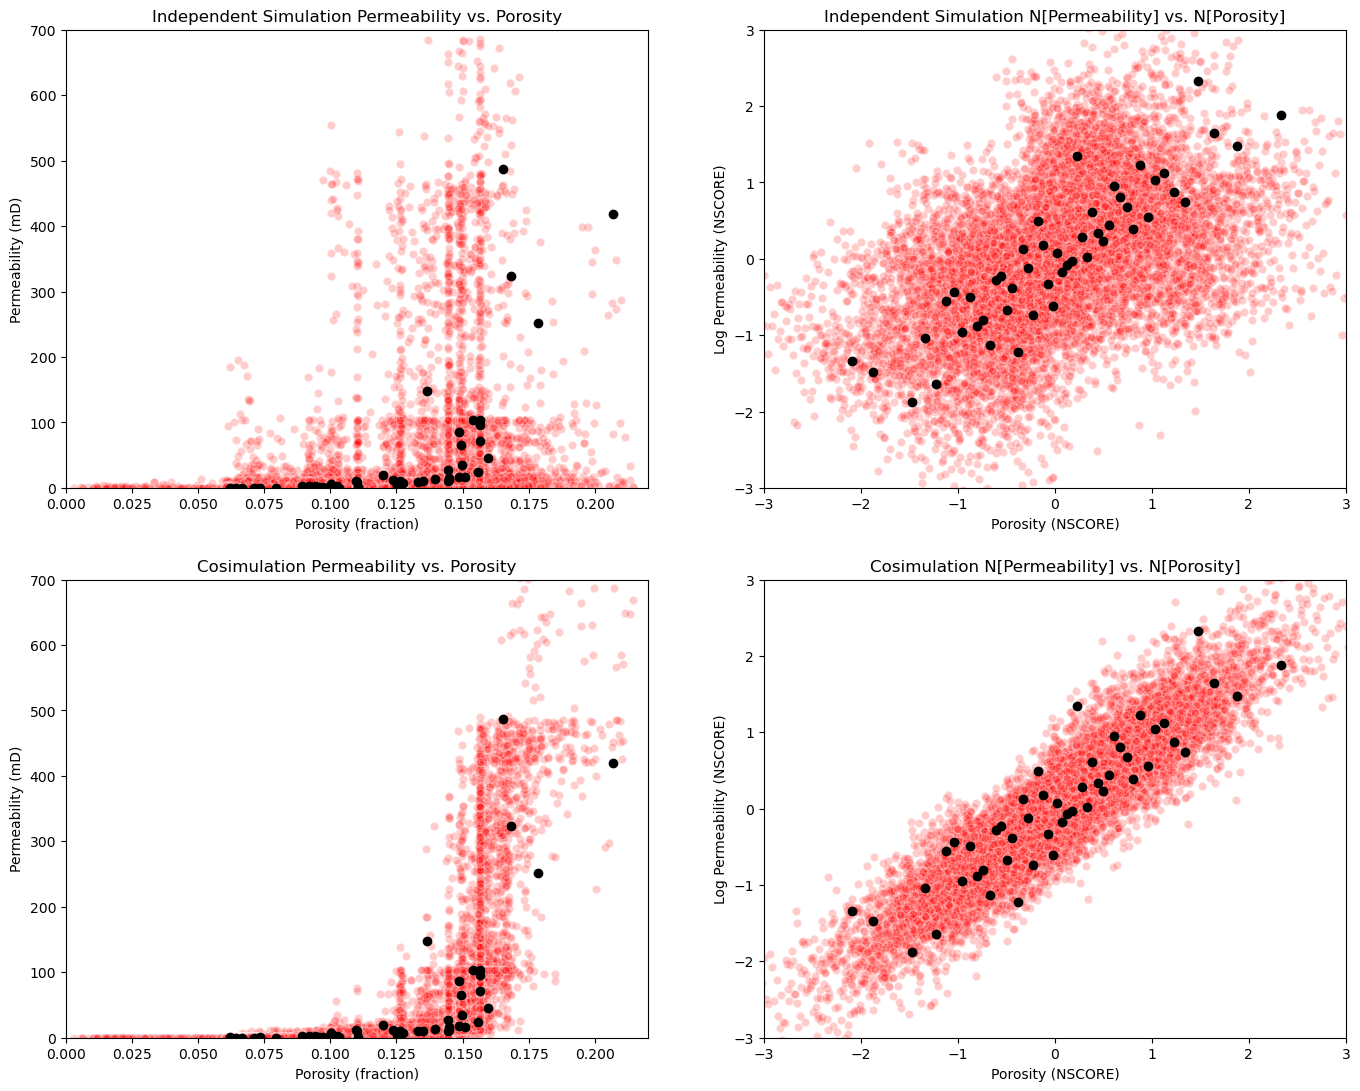 Independent Simulation Permeability vs. Porosity
700
600
500
400
300
200
100
0
Permeability (mD)
0.000 0.025 0.050 0.075 0.100 0.125 0.150 0.175 0.200
Porosity (fraction)
Independent Simulation N[Permeability] vs. N[Porosity]
3
2
1
0
−1
−2
−3
Log Permeability (NSCORE)
−3 −2 −1 0 1 2 3
Porosity (NSCORE)
Cosimulation Permeability vs. Porosity
700
600
500
400
300
200
100
0
Permeability (mD)
0.000 0.025 0.050 0.075 0.100 0.125 0.150 0.175 0.200
Porosity (fraction)
Cosimulation N[Permeability] vs. N[Porosity]
3
2
1
0
−1
−2
−3
Log Permeability (NSCORE)
−3 −2 −1 0 1 2 3
Porosity (NSCORE)